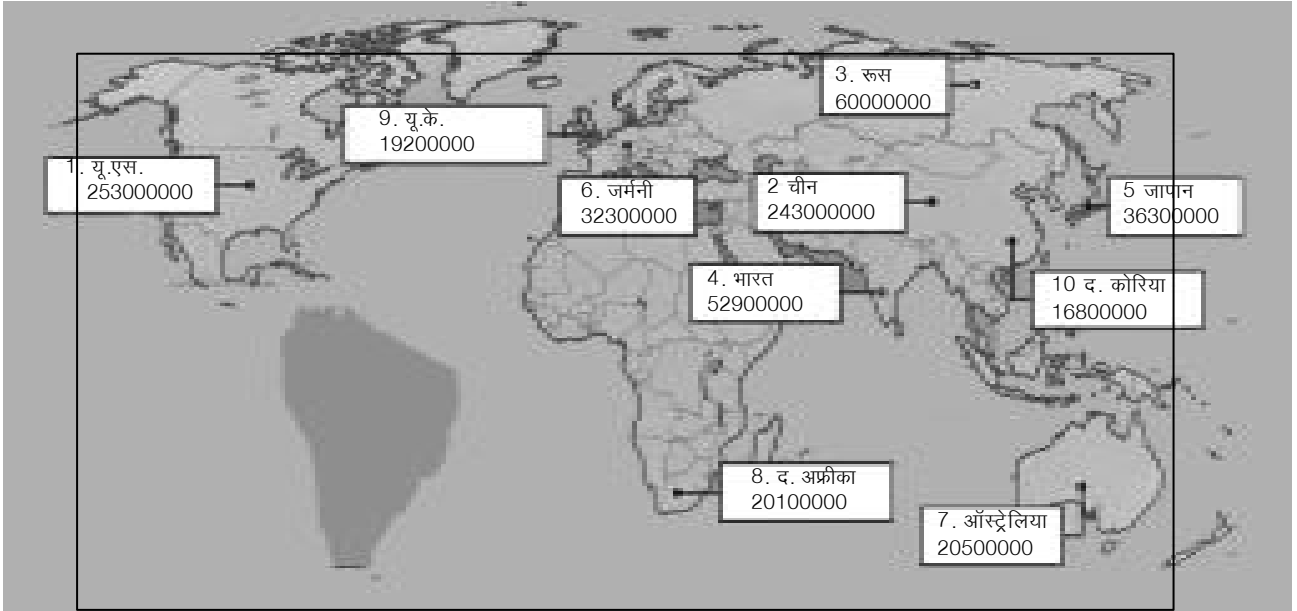 3. रूस
60000000
9. यू.के.
19200000
1. यू.एस.
253000000
6. जर्मनी
32300000
2 चीन
243000000
5 जापान
36300000
4. भारत
52900000
10 द. कोरिया
16800000
8. द. अफ्रीका
20100000
7. ऑस्ट्रेलिया
20500000